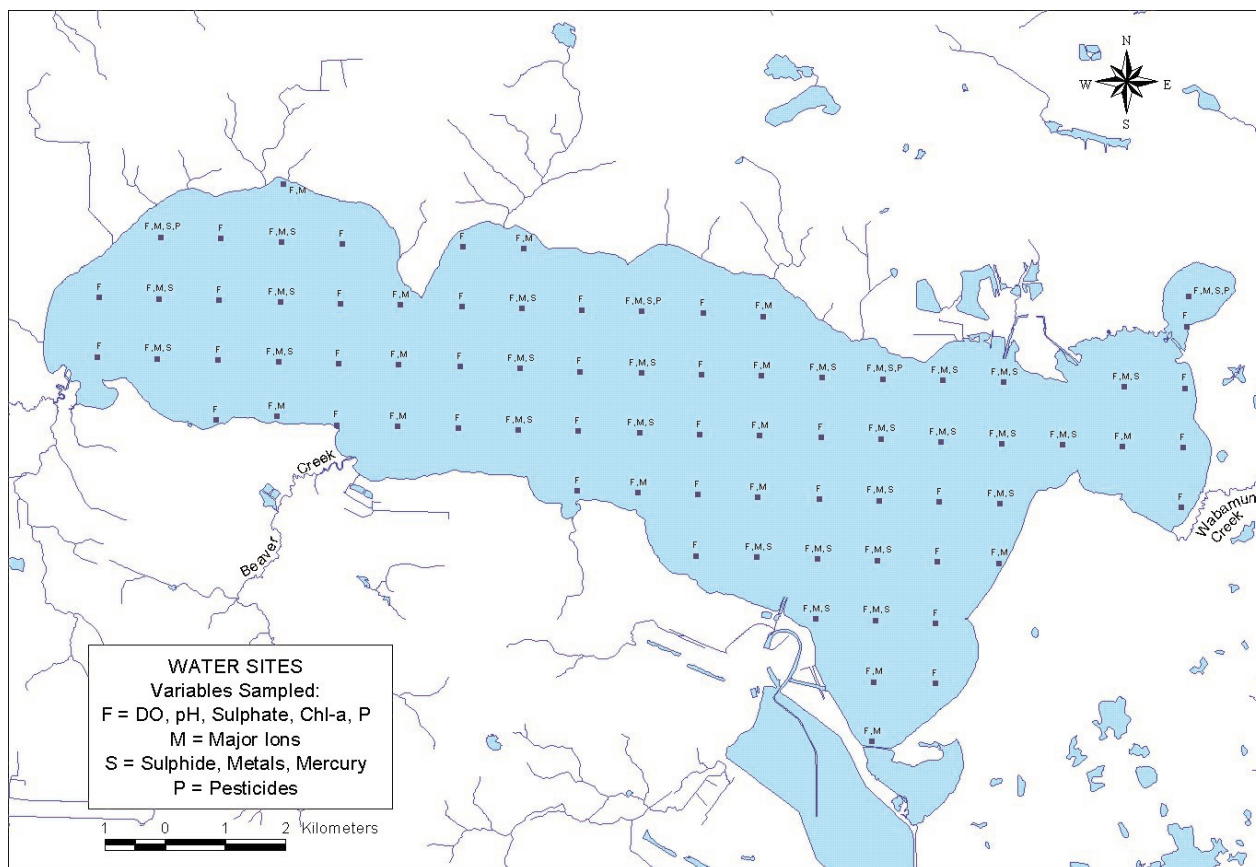 N
W E
S
F,M
F,M,S,P F F,M,S F F F,M
F F,M,S F F,M,S F F,M F F,M,S F F,M,S,P F F,M F,M,S,P
F
F F,M,S F F,M,S F F,M F F,M,S F F,M,S F F,M F,M,S F,M,S,P F,M,S F,M,S F,M,S F
F F,M F F,M F F,M,S F F,M,S F F,M F F,M,S F,M,S F,M,S F,M,S F,M F
F F,M F F,M F F,M,S F F,M,S F
F F,M,S F,M,S F,M,S F F,M
F,M,S F,M,S F
F,M F
F,M
Beaver Creek
Wabamun
Creek
WATER SITES
Variables Sampled:
F = DO, pH, Sulphate, Chl-a, P
M = Major Ions
S = Sulphide, Metals, Mercury
P = Pesticides
1 0 1 2 Kilometers